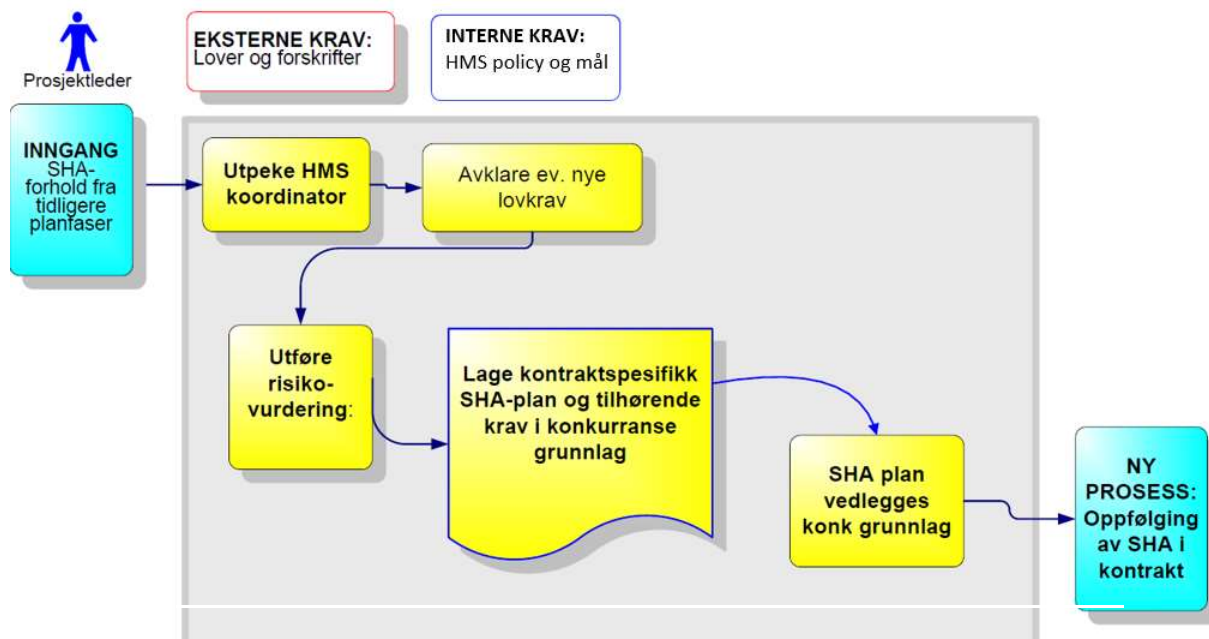 Prosjektleder
EKSTERNE KRAV:
Lover og forskrifter
INTERNE KRAV:
HMS policy og mål
INNGANG
SHA-
forhold fra
tidligere
planfaser
Utpeke HMS
koordinator
Avklare ev. nye
lovkrav
Utføre
risiko-
vurdering:
Lage kontraktspesifikk
SHA-plan og tilhørende
krav i konkurranse
grunnlag
SHA plan
vedlegges
konk grunnlag
NY
PROSESS:
Oppfølging
av SHA i
kontrakt